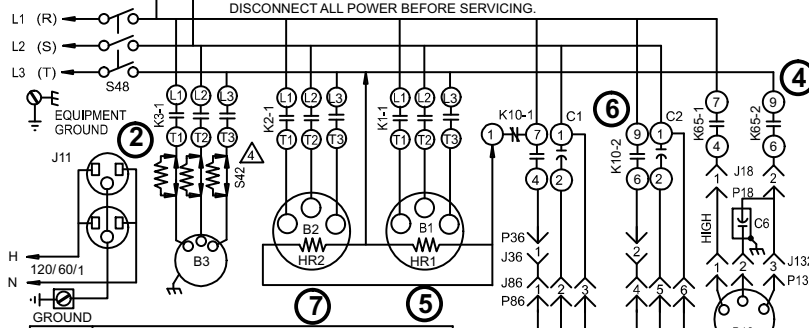 DISCONNECT ALL POWER BEFORE SERVICING.
L1 (R)
L2 (S)
L3 (T)
S48
EQUIPMENT
GROUND
2
J11
K3-1
L1 L2 L3
T1 T2 T3
4
S42
B3
K2-1
L1 L2 L3
T1 T2 T3
B2
HR2
7
K1-1
L1 L2 L3
T1 T2 T3
B1
HR1
5
1
K10-1
7
4
C1
1
2
6
K10-2
9
6
C2
1
2
K65-1
7
4
4
K65-2
9
6
J18
1 2
P18
HIGH
C6
P36
1 2
J36
J86
1 2 3 4 5 6
P86
J132
1 2 3
P13
H
120/60/1
N
GROUND